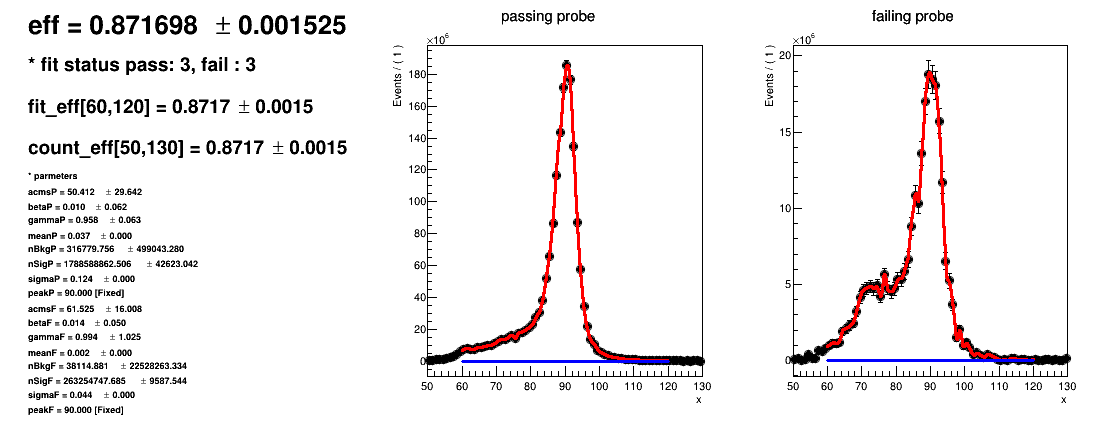 eff = 0.871698 ± 0.001525
* fit status pass: 3, fail : 3
fit_eff[60,120] = 0.8717 ± 0.0015
count_eff[50,130] = 0.8717 ± 0.0015
* parmeters
acmsP = 50.412 ± 29.642
betaP = 0.010 ± 0.062
gammaP = 0.958 ± 0.063
meanP = 0.037 ± 0.000
nBkgP = 316779.756 ± 499043.280
nSigP = 1788588862.506 ± 42623.042
sigmaP = 0.124 ± 0.000
peakP = 90.000 [Fixed]
acmsF = 61.525 ± 16.008
betaF = 0.014 ± 0.050
gammaF = 0.994 ± 1.025
meanF = 0.002 ± 0.000
nBkgF = 38114.881 ± 22528263.334
nSigF = 263254747.685 ± 9587.544
sigmaF = 0.044 ± 0.000
peakF = 90.000 [Fixed]
passing probe
×10⁶
Events / ( 1 )
180
160
140
120
100
80
60
40
20
0
50 60 70 80 90 100 110 120 130
x
failing probe
×10⁶
Events / ( 1 )
20
15
10
5
0
50 60 70 80 90 100 110 120 130
x